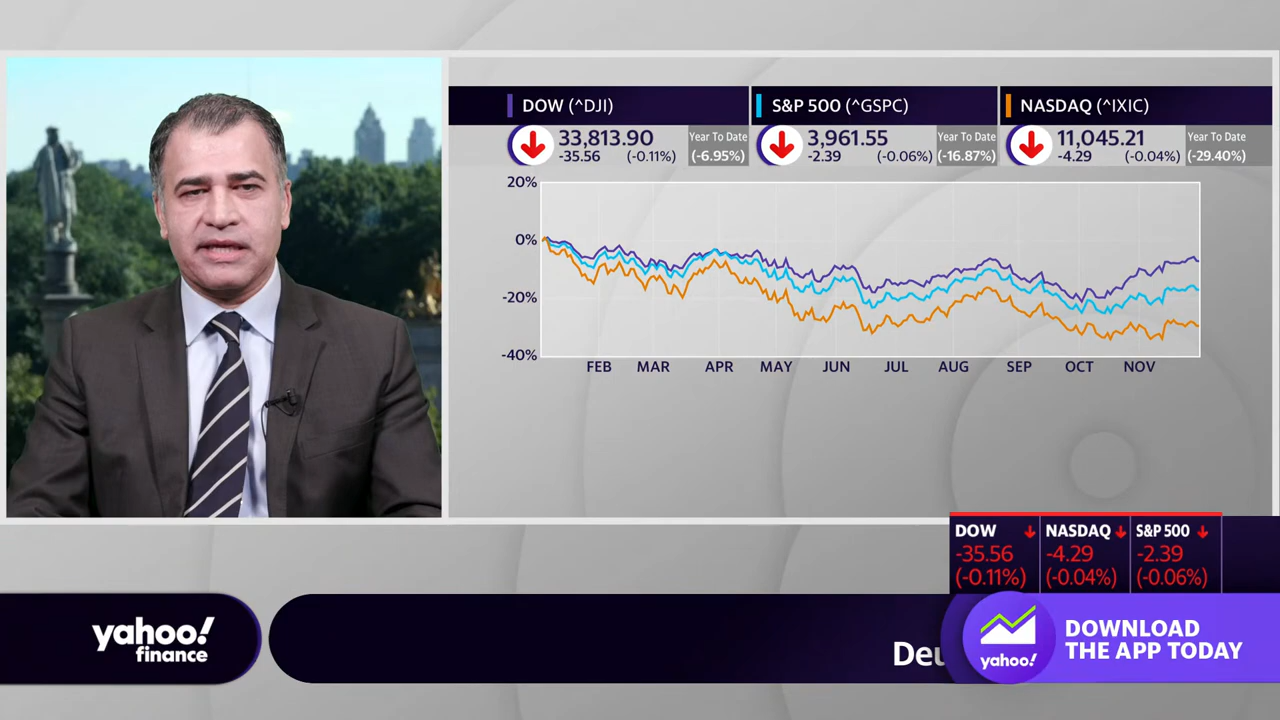 DOW (^DJI)
33,813.90
-35.56 (-0.11%)
Year To Date
(-6.95%)
S&P 500 (^GSPC)
3,961.55
-2.39 (-0.06%)
Year To Date
(-16.87%)
NASDAQ (^IXIC)
11,045.21
-4.29 (-0.04%)
Year To Date
(-29.40%)
20%
0%
-20%
-40%
FEB MAR APR MAY JUN JUL AUG SEP OCT NOV
DOW
-35.56
(-0.11%)
NASDAQ
-4.29
(-0.04%)
S&P 500
-2.39
(-0.06%)
yahoo!
finance
Deu
yahoo!
DOWNLOAD
THE APP TODAY